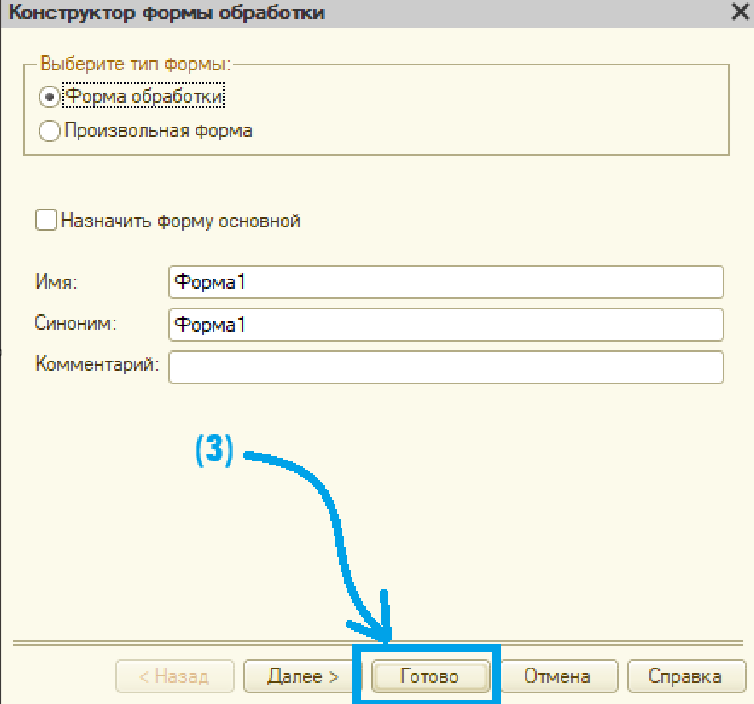 Конструктор формы обработки
Выберите тип формы:
Форма обработки
Произвольная форма
Назначить форму основной
Имя: Форма1
Синоним: Форма1
Комментарий:
(3)
< Назад Далее > Готово Отмена Справка